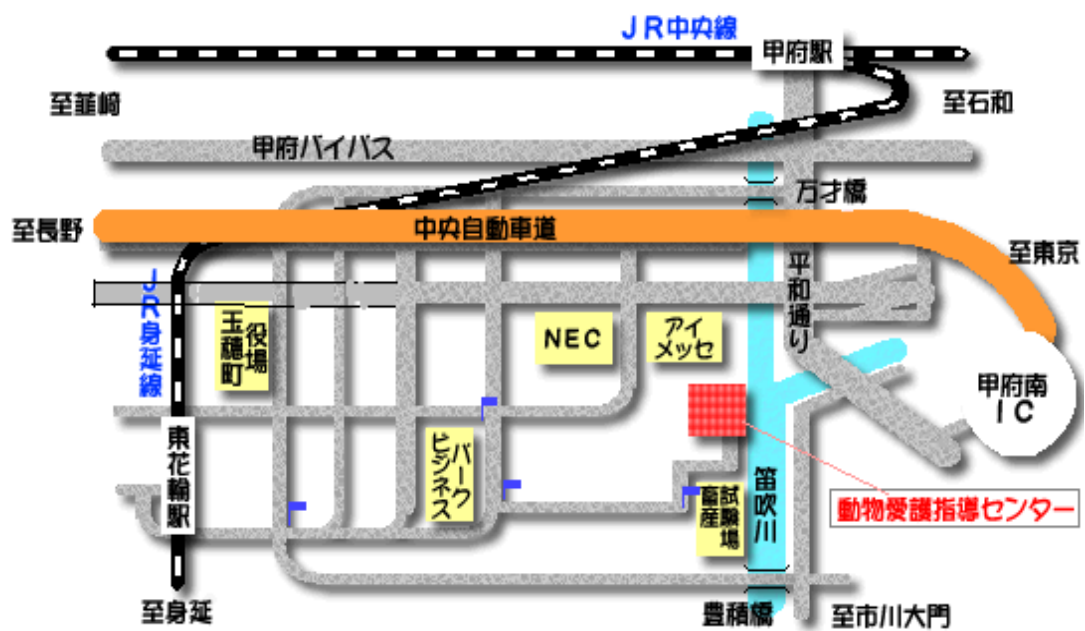 JR中央線
甲府駅
至韮崎
至石和
甲府バイパス
万才橋
至長野
中央自動車道
至東京
平和通り
JR身延線
玉穂町
役場
NEC
アイ
メッセ
甲府南
IC
東花輪駅
ビジネス
パーク
畜産
試験場
笛吹川
動物愛護指導センター
至身延
豊積橋
至市川大門